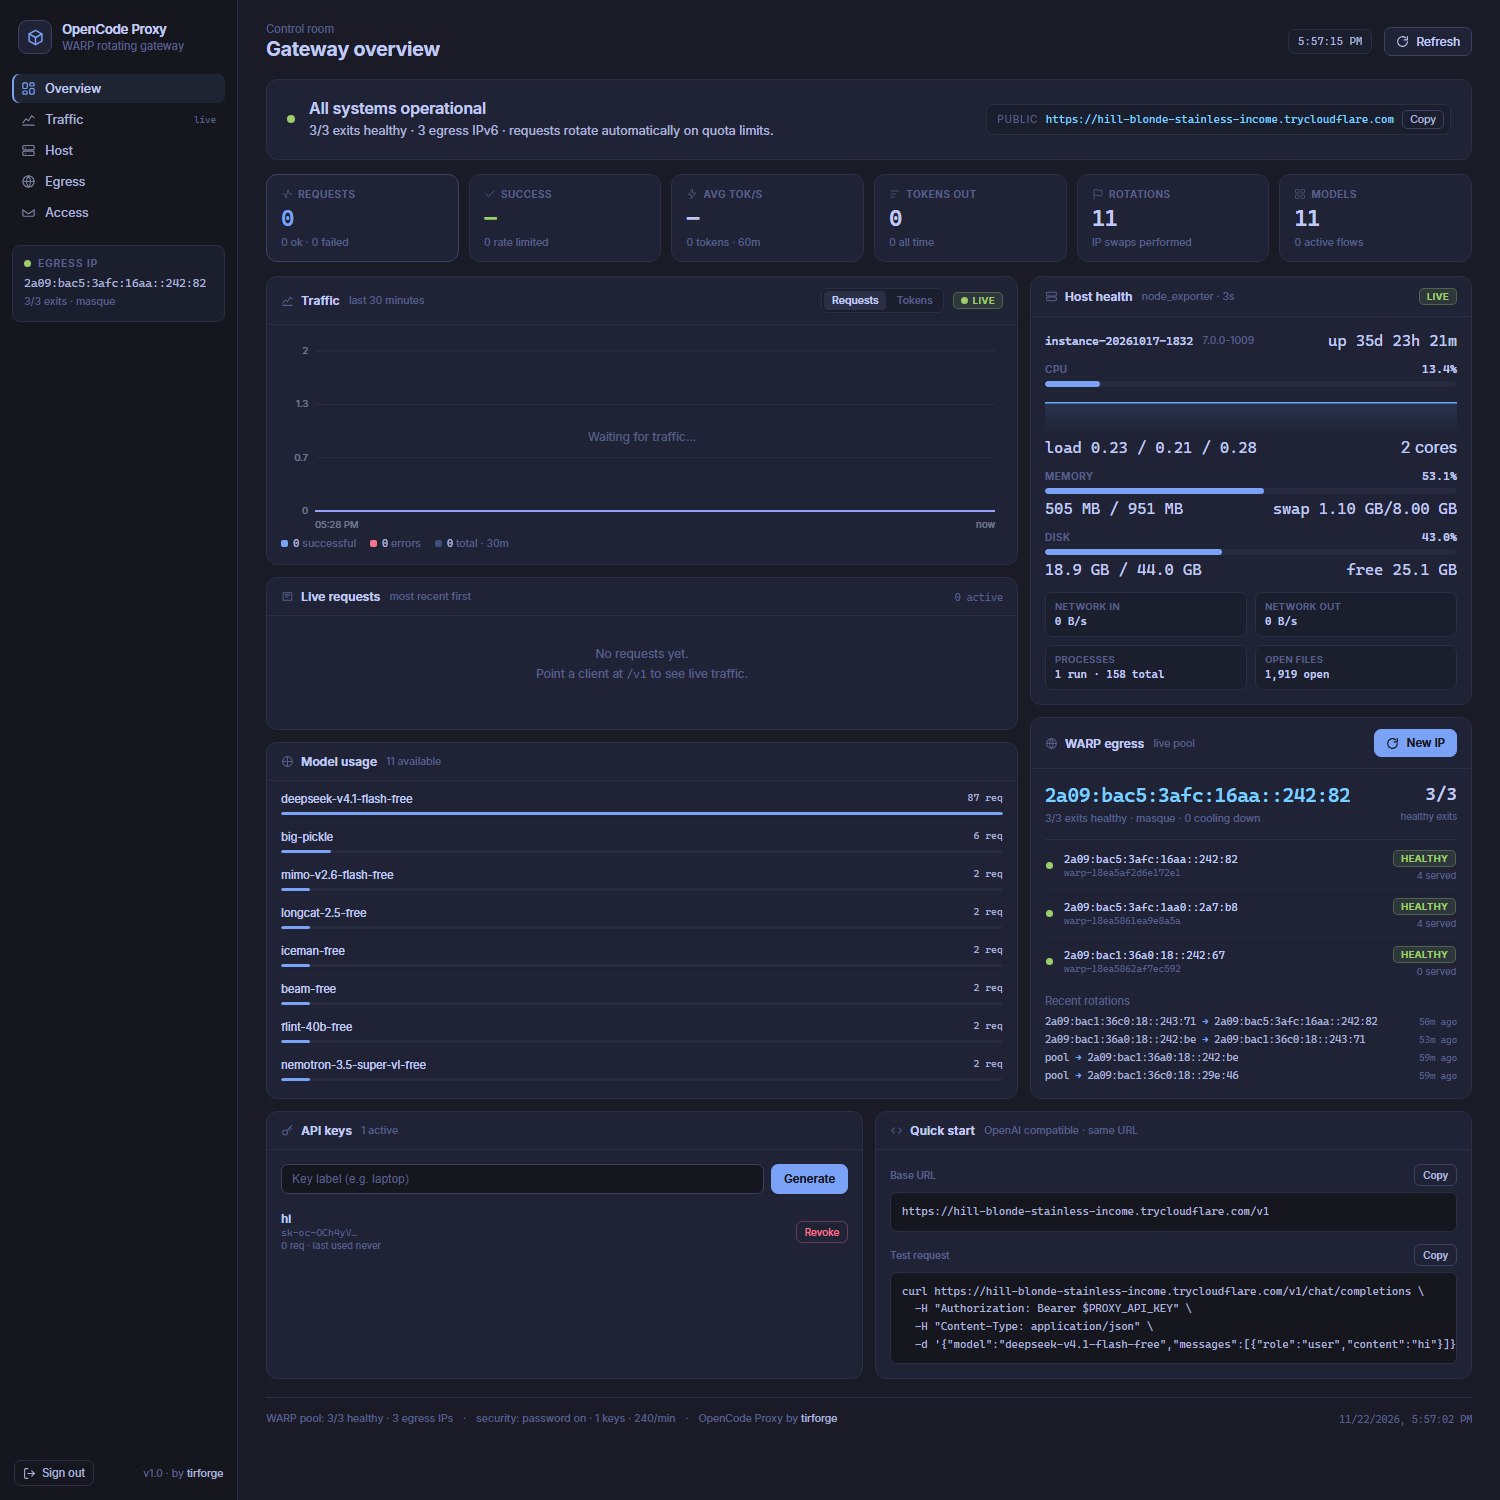 OpenCode Proxy
WARP rotating gateway
Overview
Traffic live
Host
Egress
Access
EGRESS IP
2a09:bac5:3afc:16aa::242:82
3/3 exits · masque
Sign out
v1.0 · by tirforge
Control room
Gateway overview
5:57:15 PM
Refresh
All systems operational
3/3 exits healthy · 3 egress IPv6 · requests rotate automatically on quota limits.
PUBLIC https://hill-blonde-stainless-income.trycloudflare.com Copy
REQUESTS
0
0 ok · 0 failed
SUCCESS
—
0 rate limited
AVG TOK/S
—
0 tokens · 60m
TOKENS OUT
0
0 all time
ROTATIONS
11
IP swaps performed
MODELS
11
0 active flows
Traffic last 30 minutes
Requests Tokens LIVE
2
1.3
Waiting for traffic...
0.7
0
05:28 PM now
0 successful 0 errors 0 total · 30m
Live requests most recent first 0 active
No requests yet.
Point a client at /v1 to see live traffic.
Model usage 11 available
deepseek-v4.1-flash-free 87 req
big-pickle 6 req
mimo-v2.6-flash-free 2 req
longcat-2.5-free 2 req
iceman-free 2 req
beam-free 2 req
flint-40b-free 2 req
nemotron-3.5-super-vl-free 2 req
Host health node_exporter · 3s LIVE
instance-20261017-1832 7.0.0-1009 up 35d 23h 21m
CPU 13.4%
load 0.23 / 0.21 / 0.28 2 cores
MEMORY 53.1%
505 MB / 951 MB swap 1.10 GB/8.00 GB
DISK 43.0%
18.9 GB / 44.0 GB free 25.1 GB
NETWORK IN
0 B/s
NETWORK OUT
0 B/s
PROCESSES
1 run · 158 total
OPEN FILES
1,919 open
WARP egress live pool New IP
2a09:bac5:3afc:16aa::242:82 3/3
3/3 exits healthy · masque · 0 cooling down healthy exits
2a09:bac5:3afc:16aa::242:82 HEALTHY
warp-18ea5af2d6e172e1 4 served
2a09:bac5:3afc:1aa0::2a7:b8 HEALTHY
warp-18ea5861ea9e8a5a 4 served
2a09:bac1:36a0:18::242:67 HEALTHY
warp-18ea5862af7ec592 0 served
Recent rotations
2a09:bac1:36c0:18::243:71 → 2a09:bac5:3afc:16aa::242:82 50m ago
2a09:bac1:36a0:18::242:be → 2a09:bac1:36c0:18::243:71 53m ago
pool → 2a09:bac1:36a0:18::242:be 59m ago
pool → 2a09:bac1:36c0:18::29e:46 59m ago
API keys 1 active
Key label (e.g. laptop) Generate
hi
sk-oc-OCh4yV…
0 req · last used never
Revoke
Quick start OpenAI compatible · same URL
Base URL Copy
https://hill-blonde-stainless-income.trycloudflare.com/v1
Test request Copy
curl https://hill-blonde-stainless-income.trycloudflare.com/v1/chat/completions \
-H "Authorization: Bearer $PROXY_API_KEY" \
-H "Content-Type: application/json" \
-d '{"model":"deepseek-v4.1-flash-free","messages":[{"role":"user","content":"hi"}]}
WARP pool: 3/3 healthy · 3 egress IPs · security: password on · 1 keys · 240/min · OpenCode Proxy by tirforge
11/22/2026, 5:57:02 PM